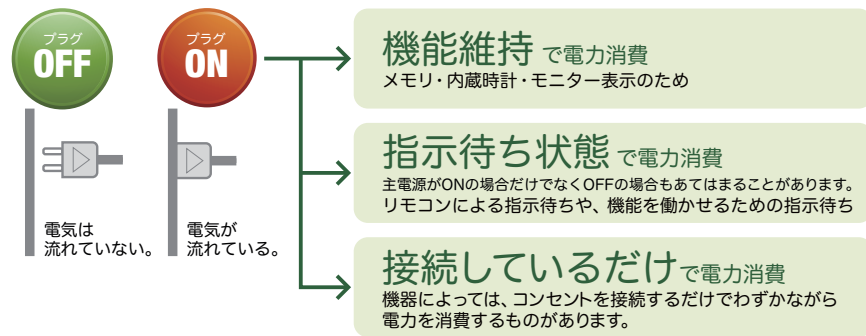 プラグ
OFF
プラグ
ON
電気は
流れていない。
電気が
流れている。
機能維持 で電力消費
メモリ・内蔵時計・モニター表示のため
指示待ち状態 で電力消費
主電源がONの場合だけでなくOFFの場合もあてはまることがあります。
リモコンによる指示待ちや、機能を働かせるための指示待ち
接続しているだけで電力消費
機器によっては、コンセントを接続するだけでわずかながら
電力を消費するものがあります。